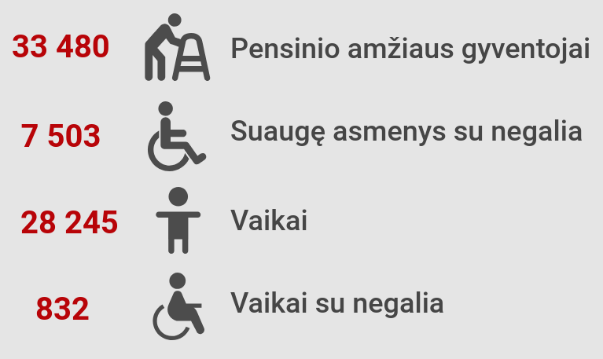 33 480 Pensinio amžiaus gyventojai
7 503 Suaugę asmenys su negalia
28 245 Vaikai
832 Vaikai su negalia